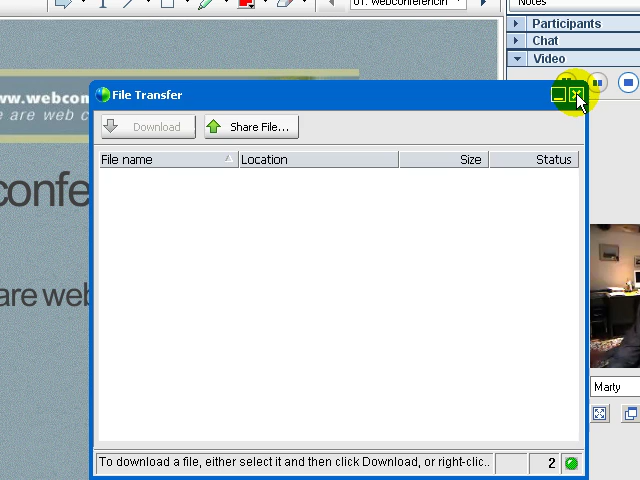 Notes
01. webconferencin
Participants
Chat
Video
ww.webcon
e are web c
File Transfer
Download
Share File...
File name
Location
Size
Status
confe
are web
Marty
To download a file, either select it and then click Download, or right-clic..
2